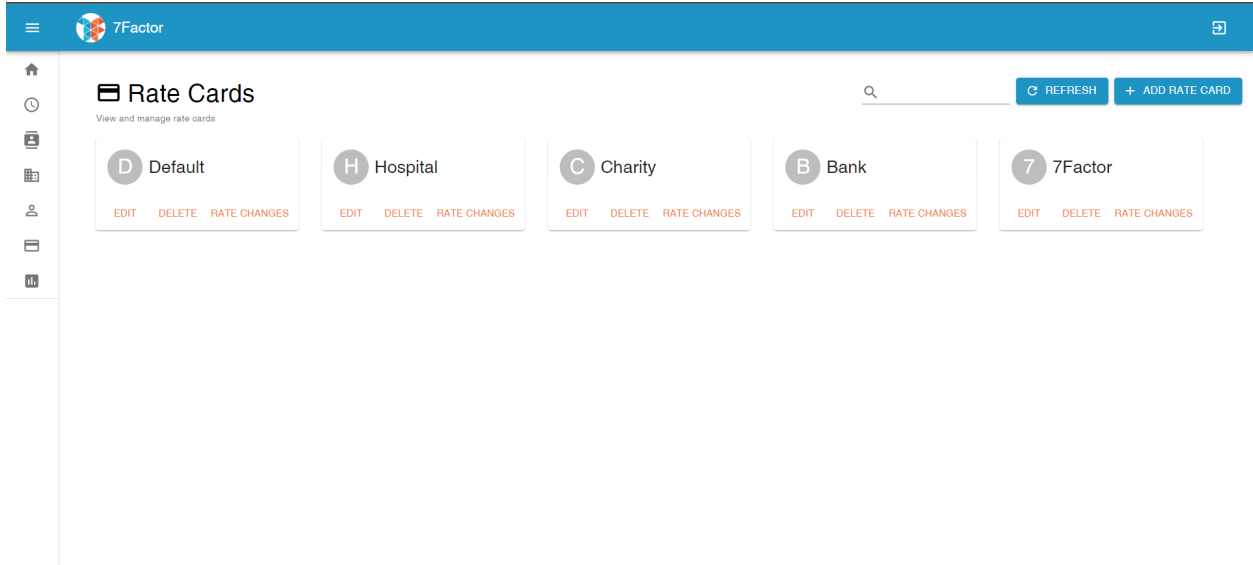 7Factor
Rate Cards
REFRESH
+ ADD RATE CARD
View and manage rate cards
D Default
EDIT DELETE RATE CHANGES
H Hospital
EDIT DELETE RATE CHANGES
C Charity
EDIT DELETE RATE CHANGES
B Bank
EDIT DELETE RATE CHANGES
7 7Factor
EDIT DELETE RATE CHANGES